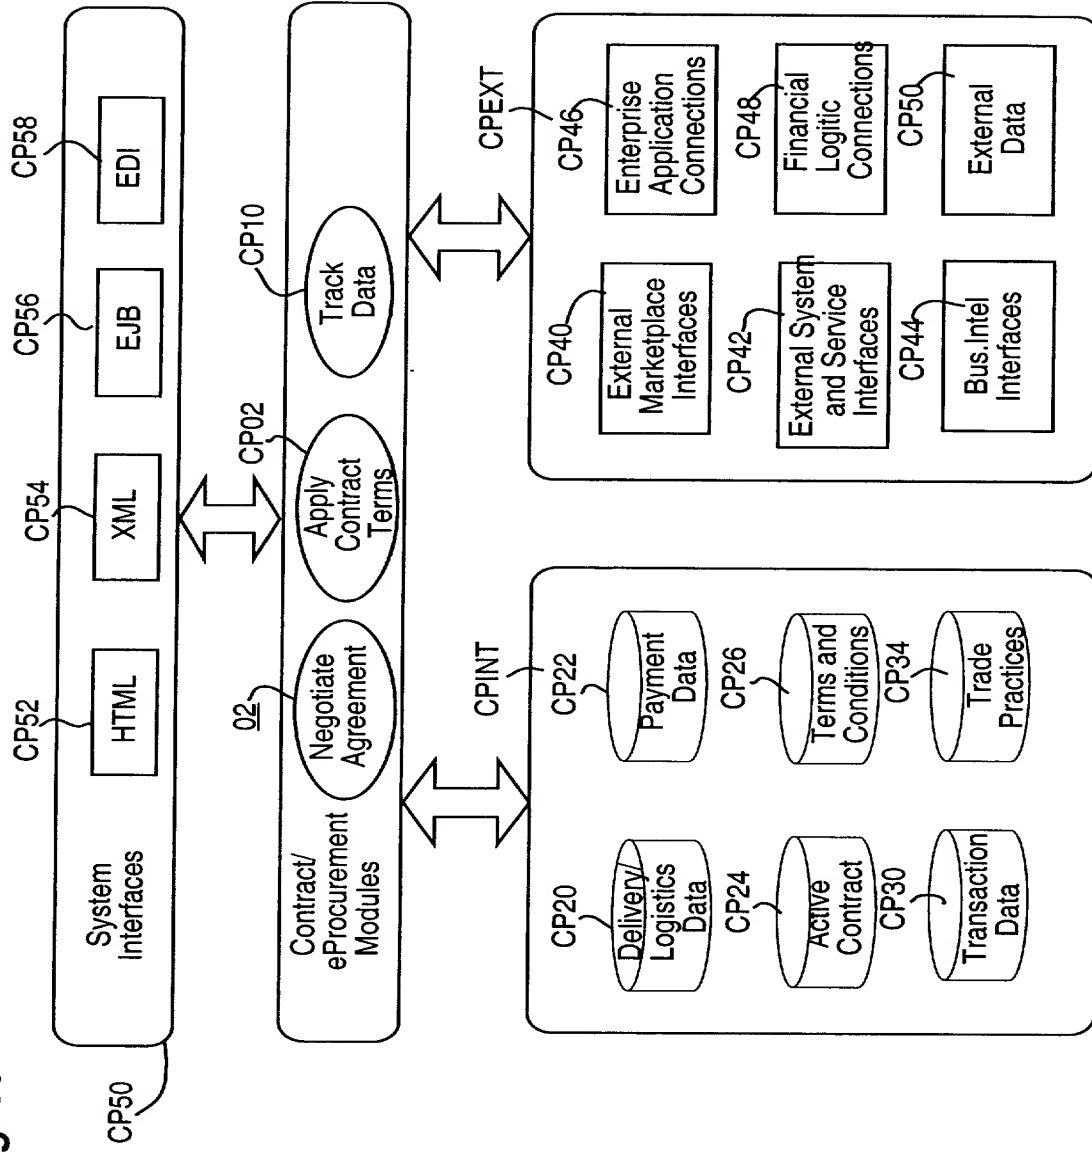 CP50
System
Interfaces
CP52
HTML
CP54
XML
CP56
EJB
CP58
EDI
Contract/
eProcurement
Modules
02
Negotiate
Agreement
CP02
Apply
Contract
Terms
CP10
Track
Data
CPINT
CP20
Delivery/
Logistics
Data
CP22
Payment
Data
CP24
Active
Contract
CP26
Terms and
Conditions
CP30
Transaction
Data
CP34
Trade
Practices
CPEXT
CP40
External
Marketplace
Interfaces
CP46
Enterprise
Application
Connections
CP42
External System
and Service
Interfaces
CP48
Financial
Logitic
Connections
CP44
Bus.Intel
Interfaces
CP50
External
Data